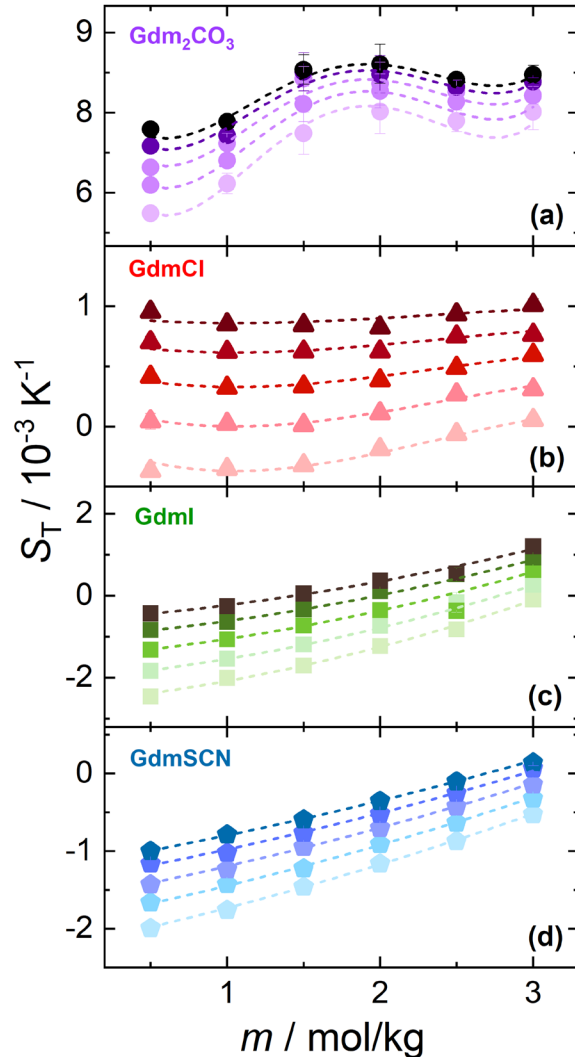 9
Gdm₂CO₃
8
6
(a)
GdmCl
1
0
(b)
S_T / 10⁻³ K⁻¹
2
GdmI
0
-2
(c)
GdmSCN
0
-1
-2
(d)
1
2
3
m / mol/kg